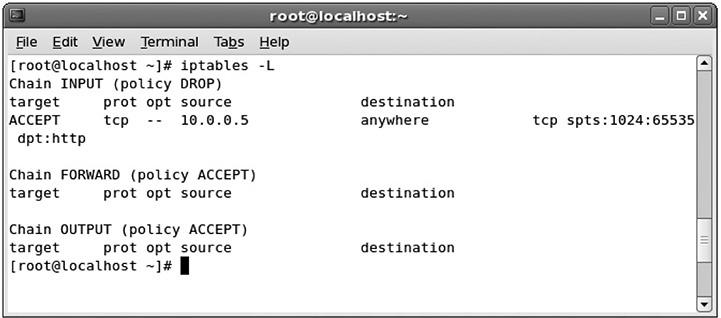 root@localhost:~
File Edit View Terminal Tabs Help
[root@localhost ~]# iptables -L
Chain INPUT (policy DROP)
target     prot opt source               destination
ACCEPT     tcp  --  10.0.0.5             anywhere            tcp spts:1024:65535
 dpt:http
Chain FORWARD (policy ACCEPT)
target     prot opt source               destination
Chain OUTPUT (policy ACCEPT)
target     prot opt source               destination
[root@localhost ~]#